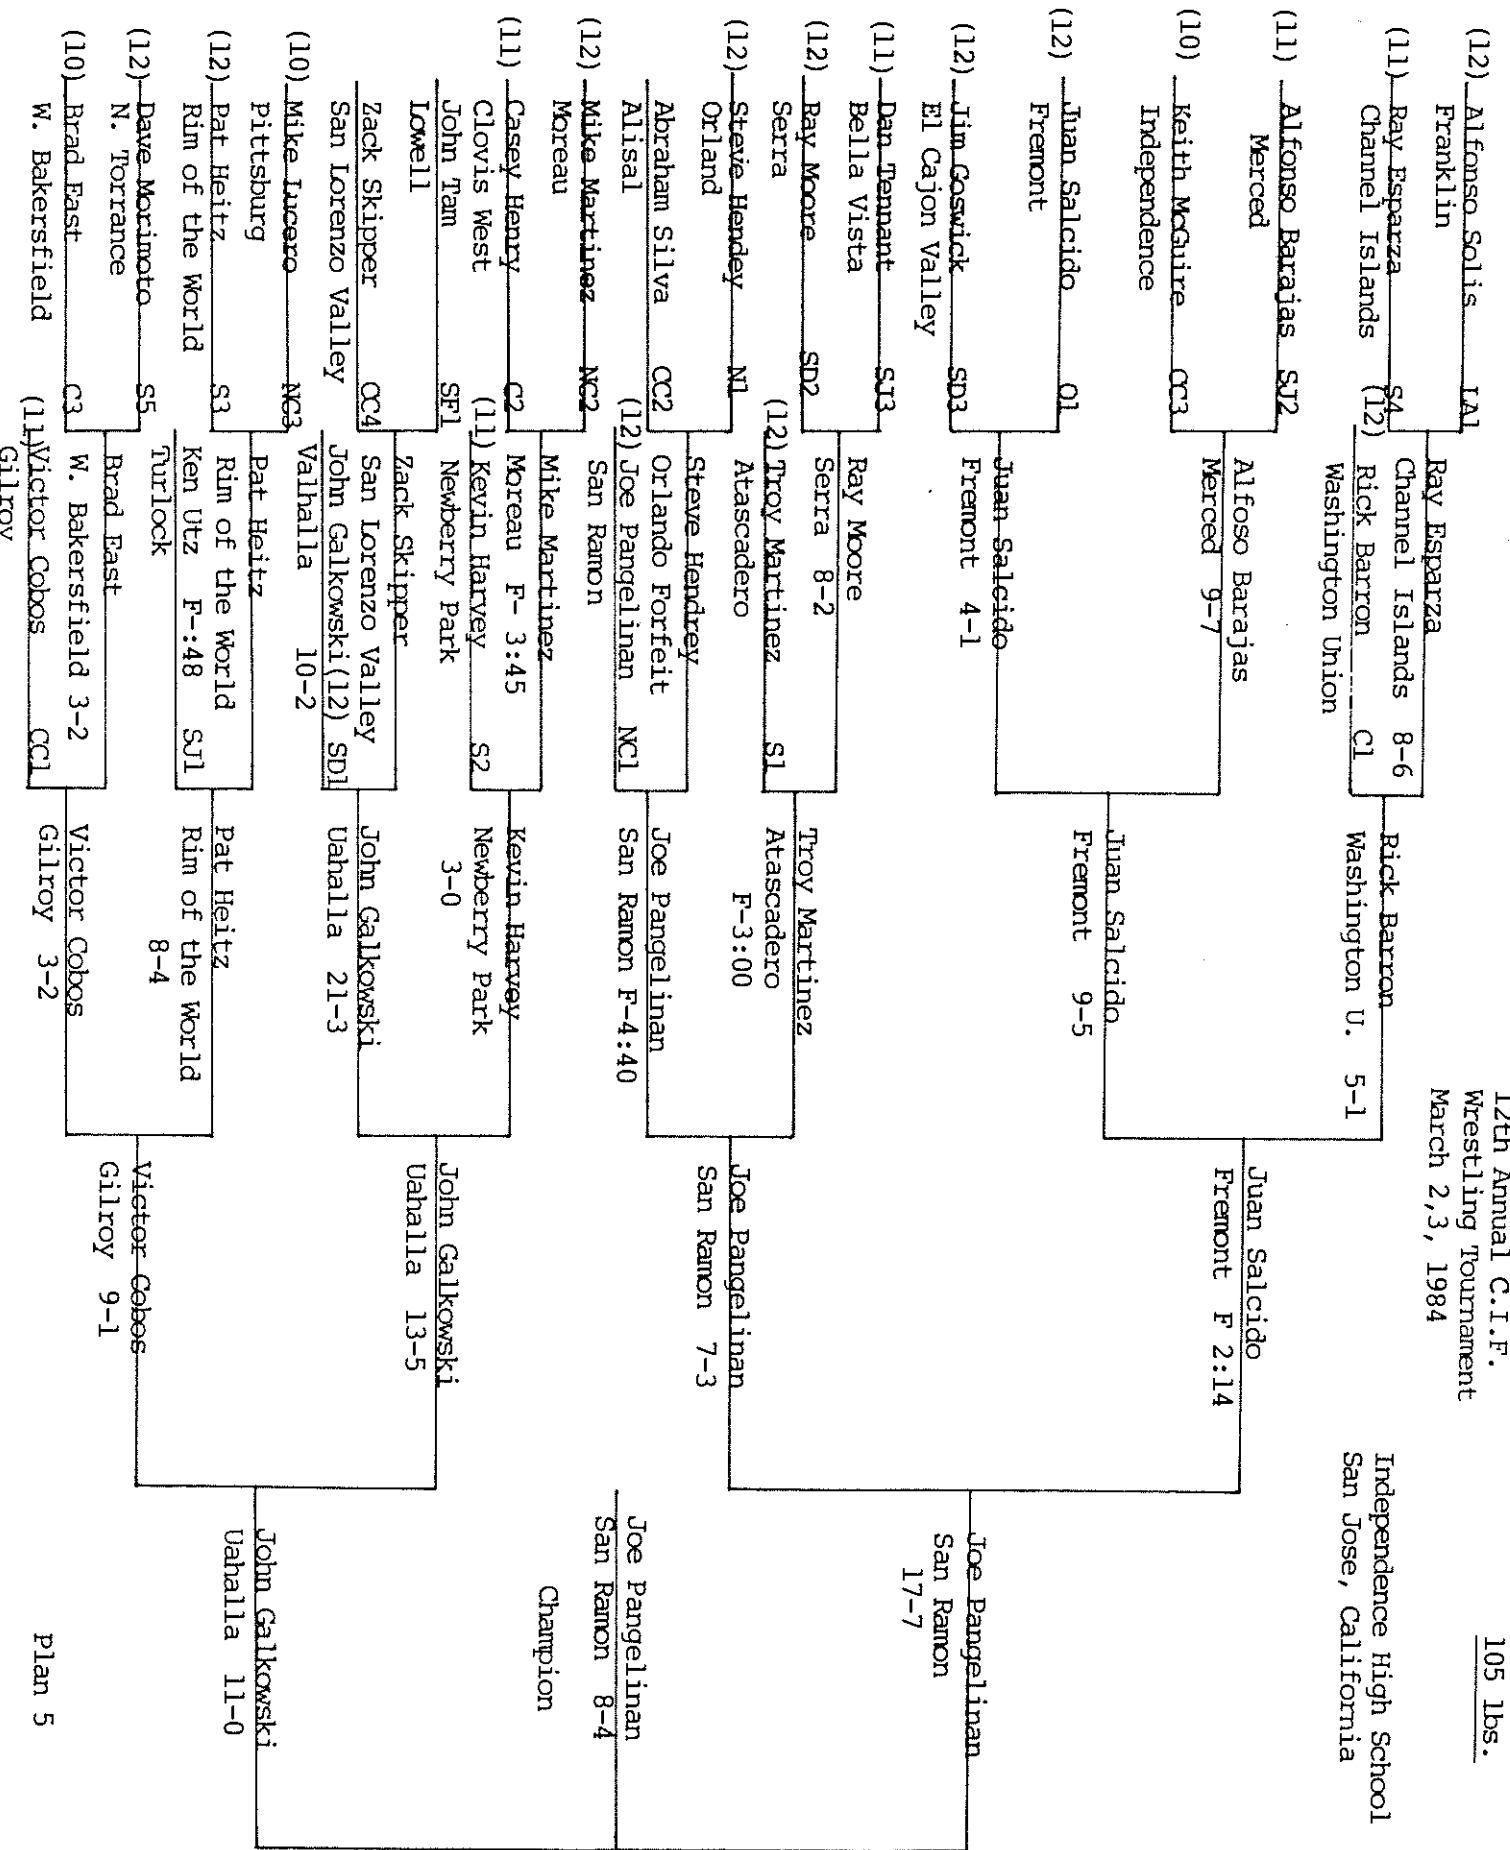 12th Annual C.I.F.
Wrestling Tournament
March 2,3, 1984
Independence High School
San Jose, California
105 lbs.
(12) Alfonso Solis LA1
Franklin
(11) Ray Esparza S4
Channel Islands
(11) Alfonso Barajas SJ2
Merced
(10) Keith McGuire CC3
Independence
(12) Juan Salcido O1
Fremont
(12) Jim Goswick SD3
El Cajon Valley
(11) Dan Tennant SJ3
Bella Vista
(12) Ray Moore SD2
Serra
(12) Steve Hendey N1
Orland
Abraham Silva CC2
Alisal
(12) Mike Martinez NC2
Moreau
(11) Casey Henry C2
Clovis West
John Tam SF1
Lowell
Zack Skipper CC4
San Lorenzo Valley
(10) Mike Lucero NC3
Pittsburg
(12) Pat Heitz S3
Rim of the World
(12) Dave Morimoto S5
N. Torrance
(10) Brad East C3
W. Bakersfield
Ray Esparza
Channel Islands 8-6
(12) Rick Barron C1
Washington Union
Alfoso Barajas
Merced 9-7
Juan Salcido
Fremont 4-1
Ray Moore
Serra 8-2
(12) Troy Martinez S1
Atascadero
Steve Hendrey
Orlando Forfeit
(12) Joe Pangelinan NC1
San Ramon
Mike Martinez
Moreau F- 3:45
(11) Kevin Harvey S2
Newberry Park
Zack Skipper
San Lorenzo Valley
John Galkowski(12) SD1
Valhalla 10-2
Pat Heitz
Rim of the World
Ken Utz F-:48 SJ1
Turlock
Brad East
W. Bakersfield 3-2
(11) Victor Cobos CC1
Gilroy
Rick Barron
Washington U. 5-1
Juan Salcido
Fremont 9-5
Troy Martinez
Atascadero
F-3:00
Joe Pangelinan
San Ramon F-4:40
Kevin Harvey
Newberry Park
3-0
John Galkowski
Uahalla 21-3
Pat Heitz
Rim of the World
8-4
Victor Cobos
Gilroy 3-2
Juan Salcido
Fremont F 2:14
Joe Pangelinan
San Ramon 7-3
John Galkowski
Uahalla 13-5
Victor Cobos
Gilroy 9-1
Joe Pangelinan
San Ramon
17-7
John Galkowski
Uahalla 11-0
Joe Pangelinan
San Ramon 8-4
Champion
Plan 5